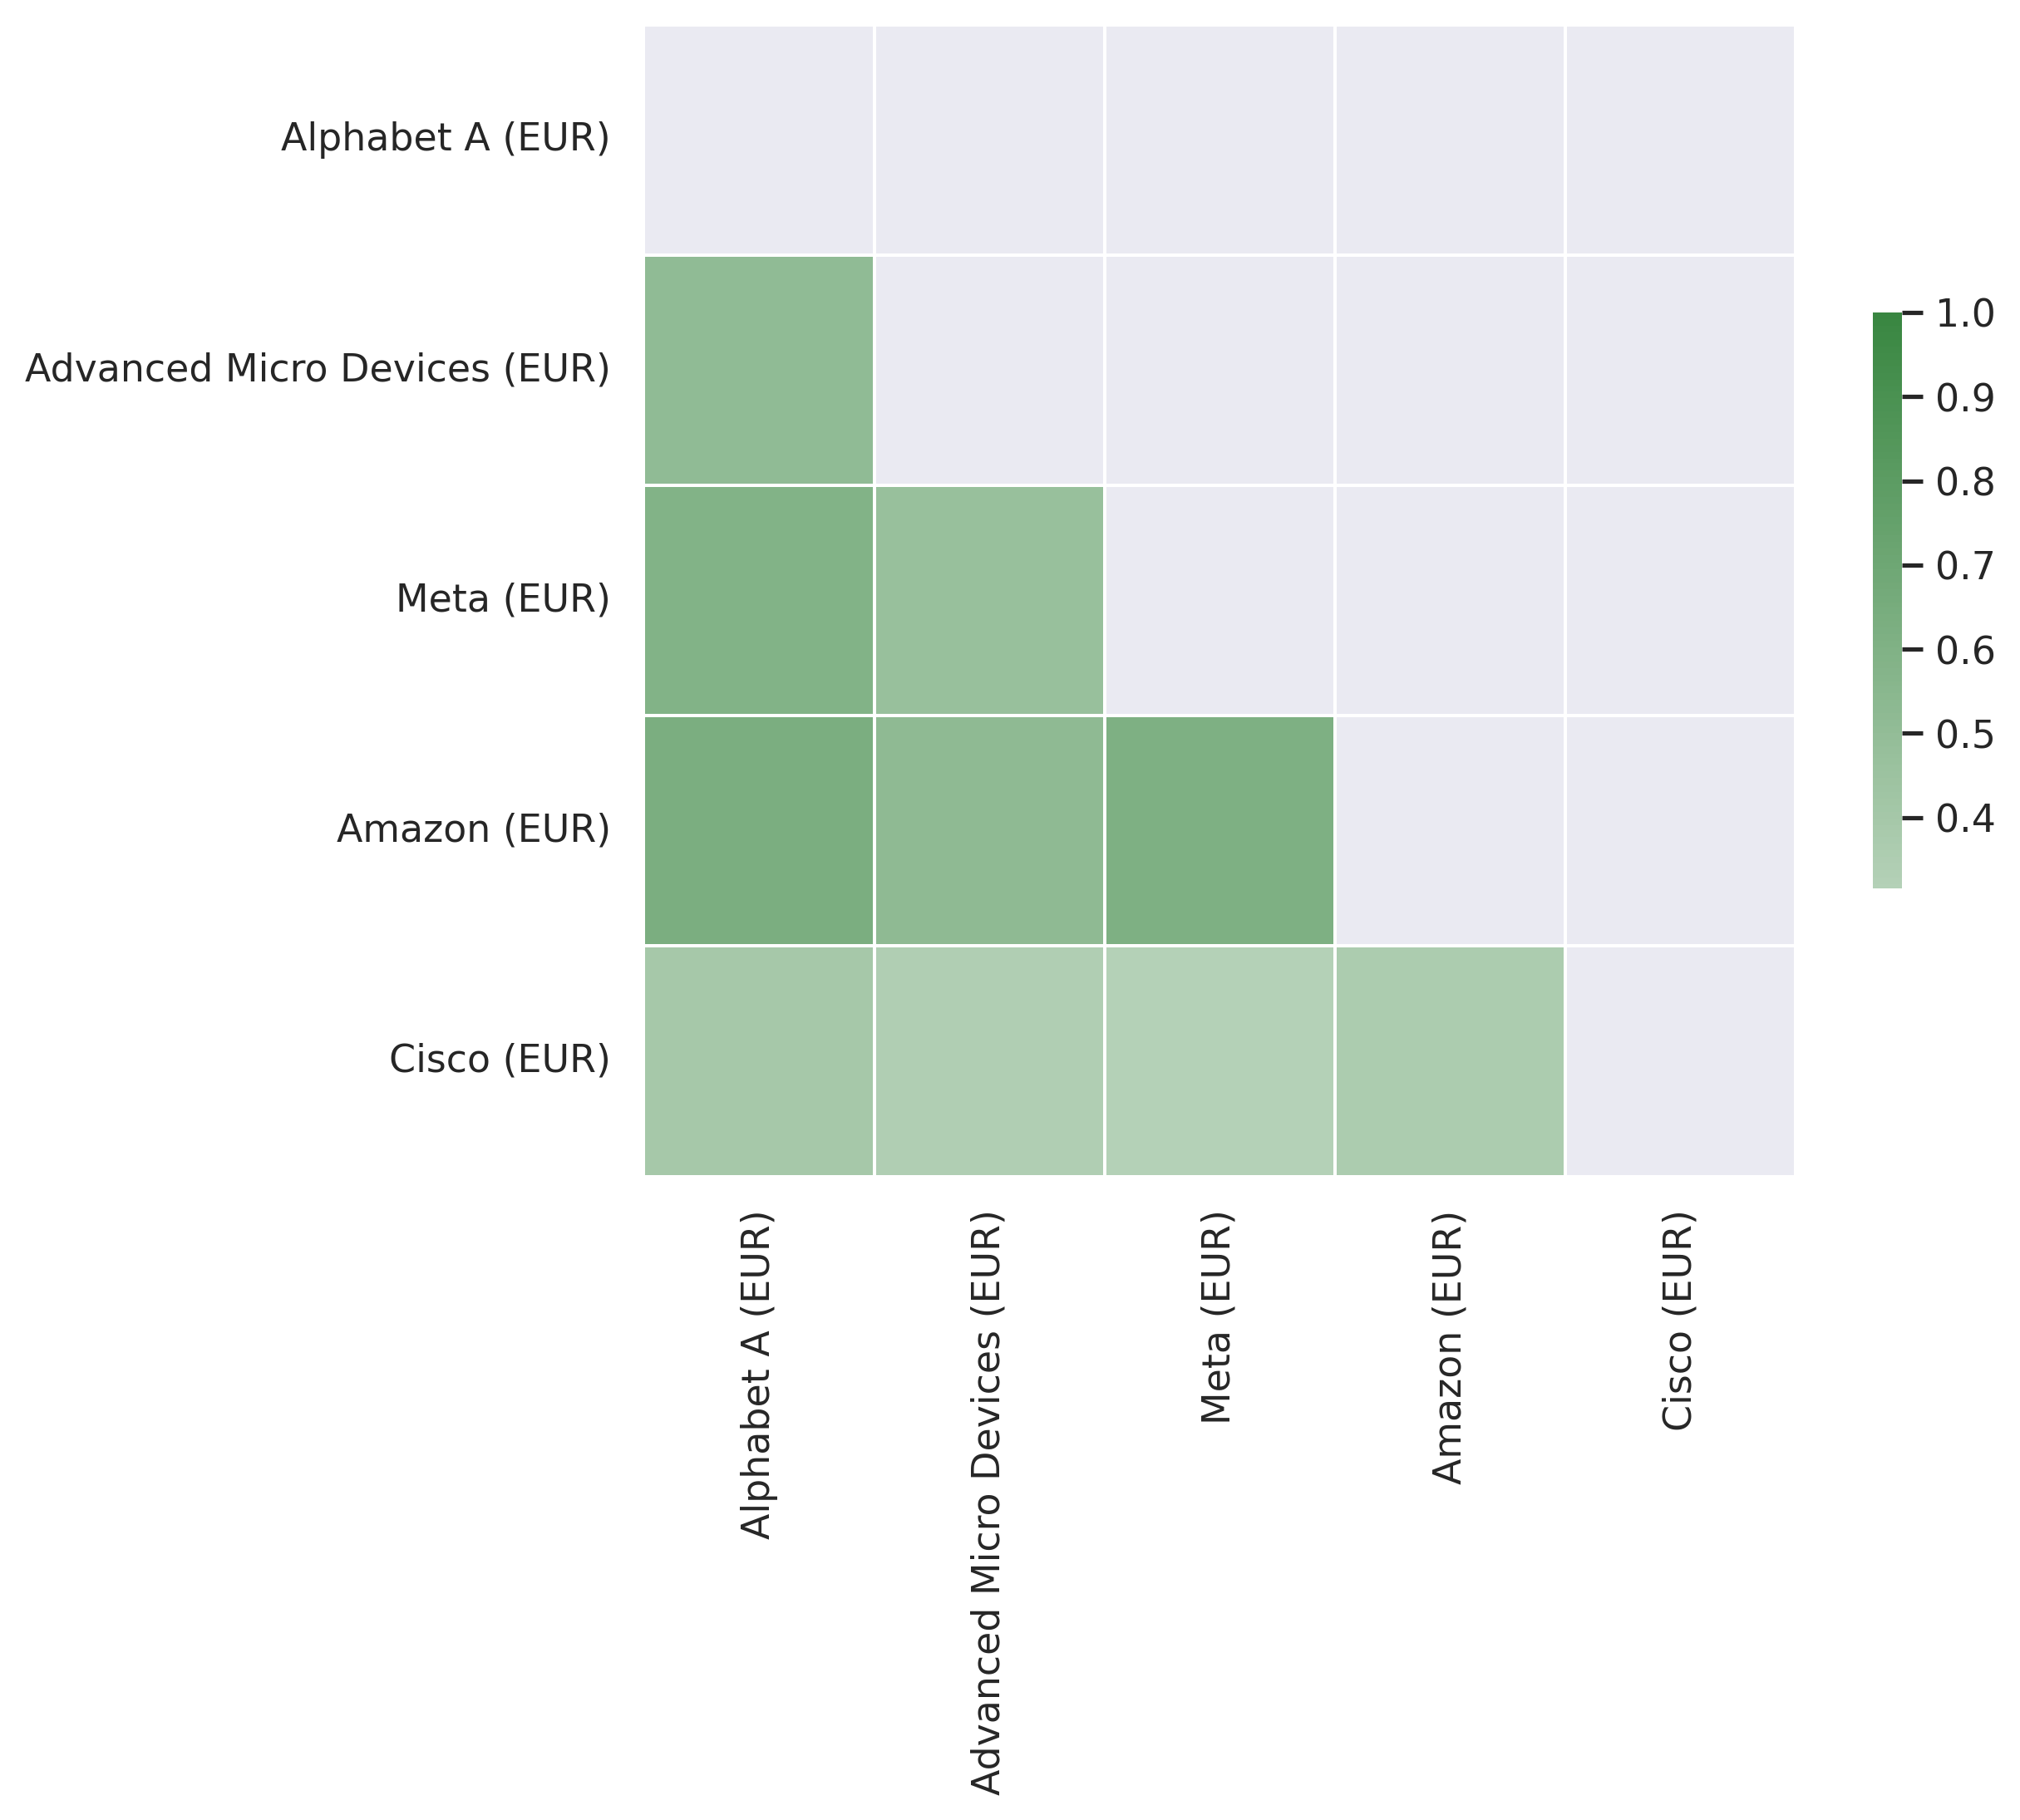 Alphabet A (EUR)
Advanced Micro Devices (EUR)
Meta (EUR)
Amazon (EUR)
Cisco (EUR)
1.0
0.9
0.8
0.7
0.6
0.5
0.4
Alphabet A (EUR)
Advanced Micro Devices (EUR)
Meta (EUR)
Amazon (EUR)
Cisco (EUR)